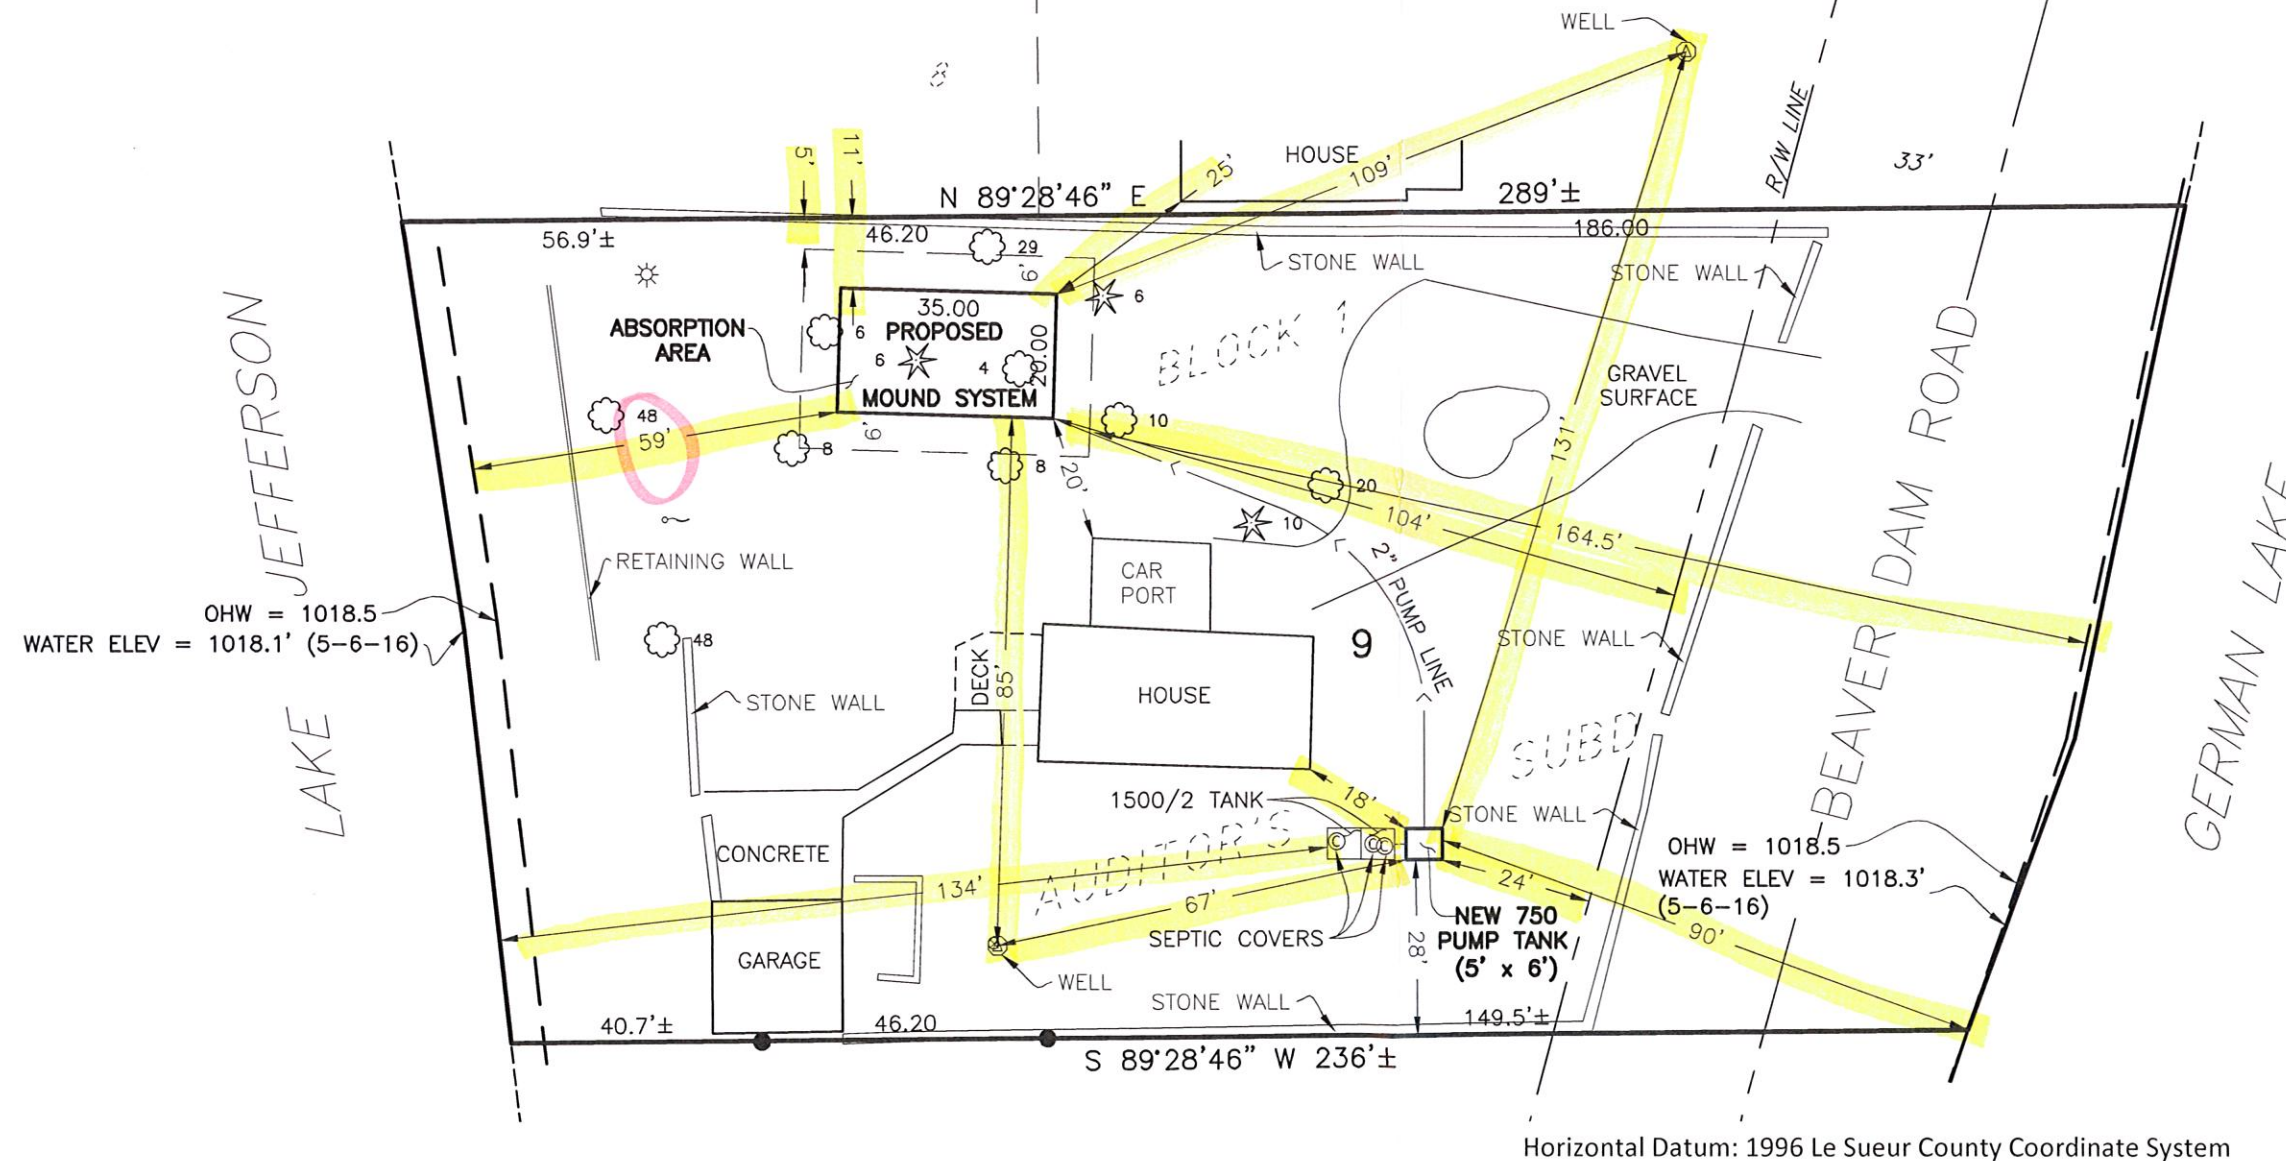 WELL
8
R/W LINE
33'
5'
11'
HOUSE
25'
109'
N 89°28'46" E
289'±
56.9'±
46.20
29
186.00
9'
STONE WALL
STONE WALL
6
35.00
PROPOSED
ABSORPTION
AREA
6
6
4
20.00
MOUND SYSTEM
BLOCK 1
GRAVEL
SURFACE
LAKE JEFFERSON
48
59'
9'
8
10
8
20'
20
131'
104'
164.5'
10
BEAVER DAM ROAD
GERMAN LAKE
RETAINING WALL
CAR
PORT
2" PUMP LINE
OHW = 1018.5
WATER ELEV = 1018.1' (5-6-16)
48
9
STONE WALL
DECK
85'
HOUSE
STONE WALL
AUDITOR'S SUBD
1500/2 TANK
18'
STONE WALL
CONCRETE
OHW = 1018.5
WATER ELEV = 1018.3'
(5-6-16)
134'
67'
24'
C
C
C
SEPTIC COVERS
NEW 750
PUMP TANK
(5' x 6')
28'
90'
GARAGE
WELL
STONE WALL
40.7'±
46.20
149.5'±
S 89°28'46" W 236'±
Horizontal Datum: 1996 Le Sueur County Coordinate System